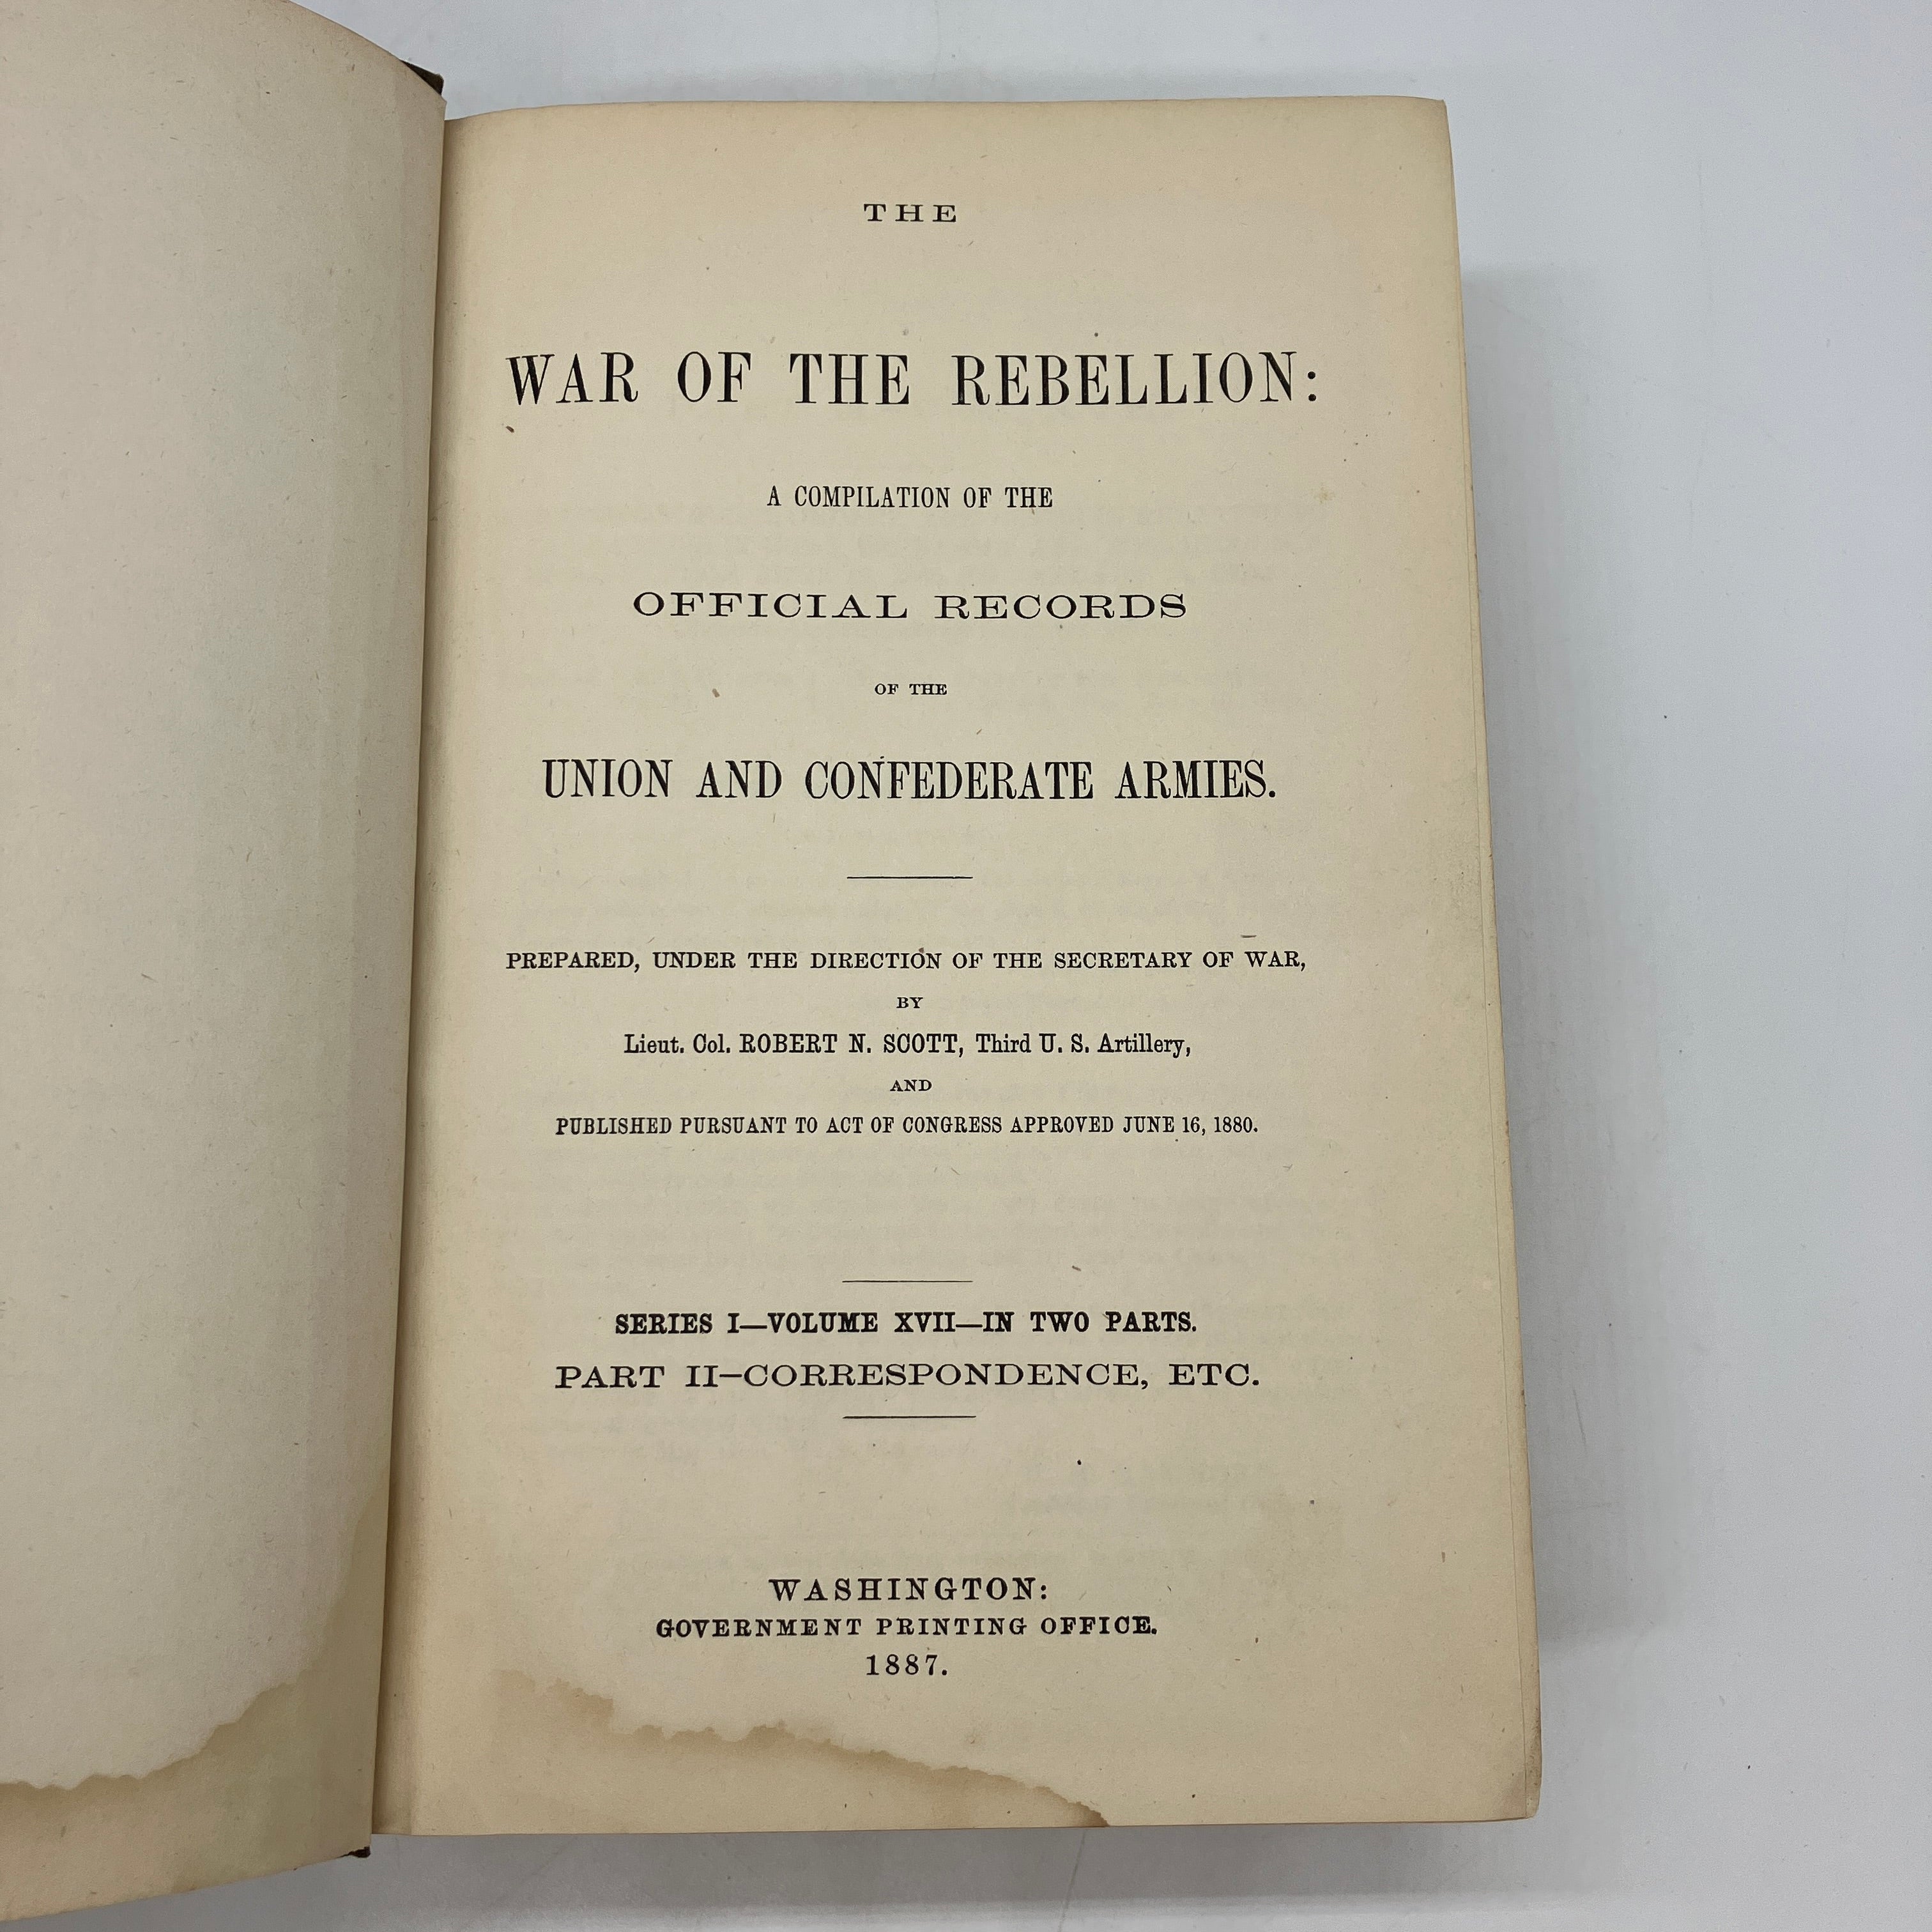 THE
WAR OF THE REBELLION:
A COMPILATION OF THE
OFFICIAL RECORDS
OF THE
UNION AND CONFEDERATE ARMIES.
PREPARED, UNDER THE DIRECTION OF THE SECRETARY OF WAR,
BY
Lieut. Col. ROBERT N. SCOTT, Third U. S. Artillery,
AND
PUBLISHED PURSUANT TO ACT OF CONGRESS APPROVED JUNE 16, 1880.
SERIES I—VOLUME XVII—IN TWO PARTS.
PART II—CORRESPONDENCE, ETC.
WASHINGTON:
GOVERNMENT PRINTING OFFICE.
1887.